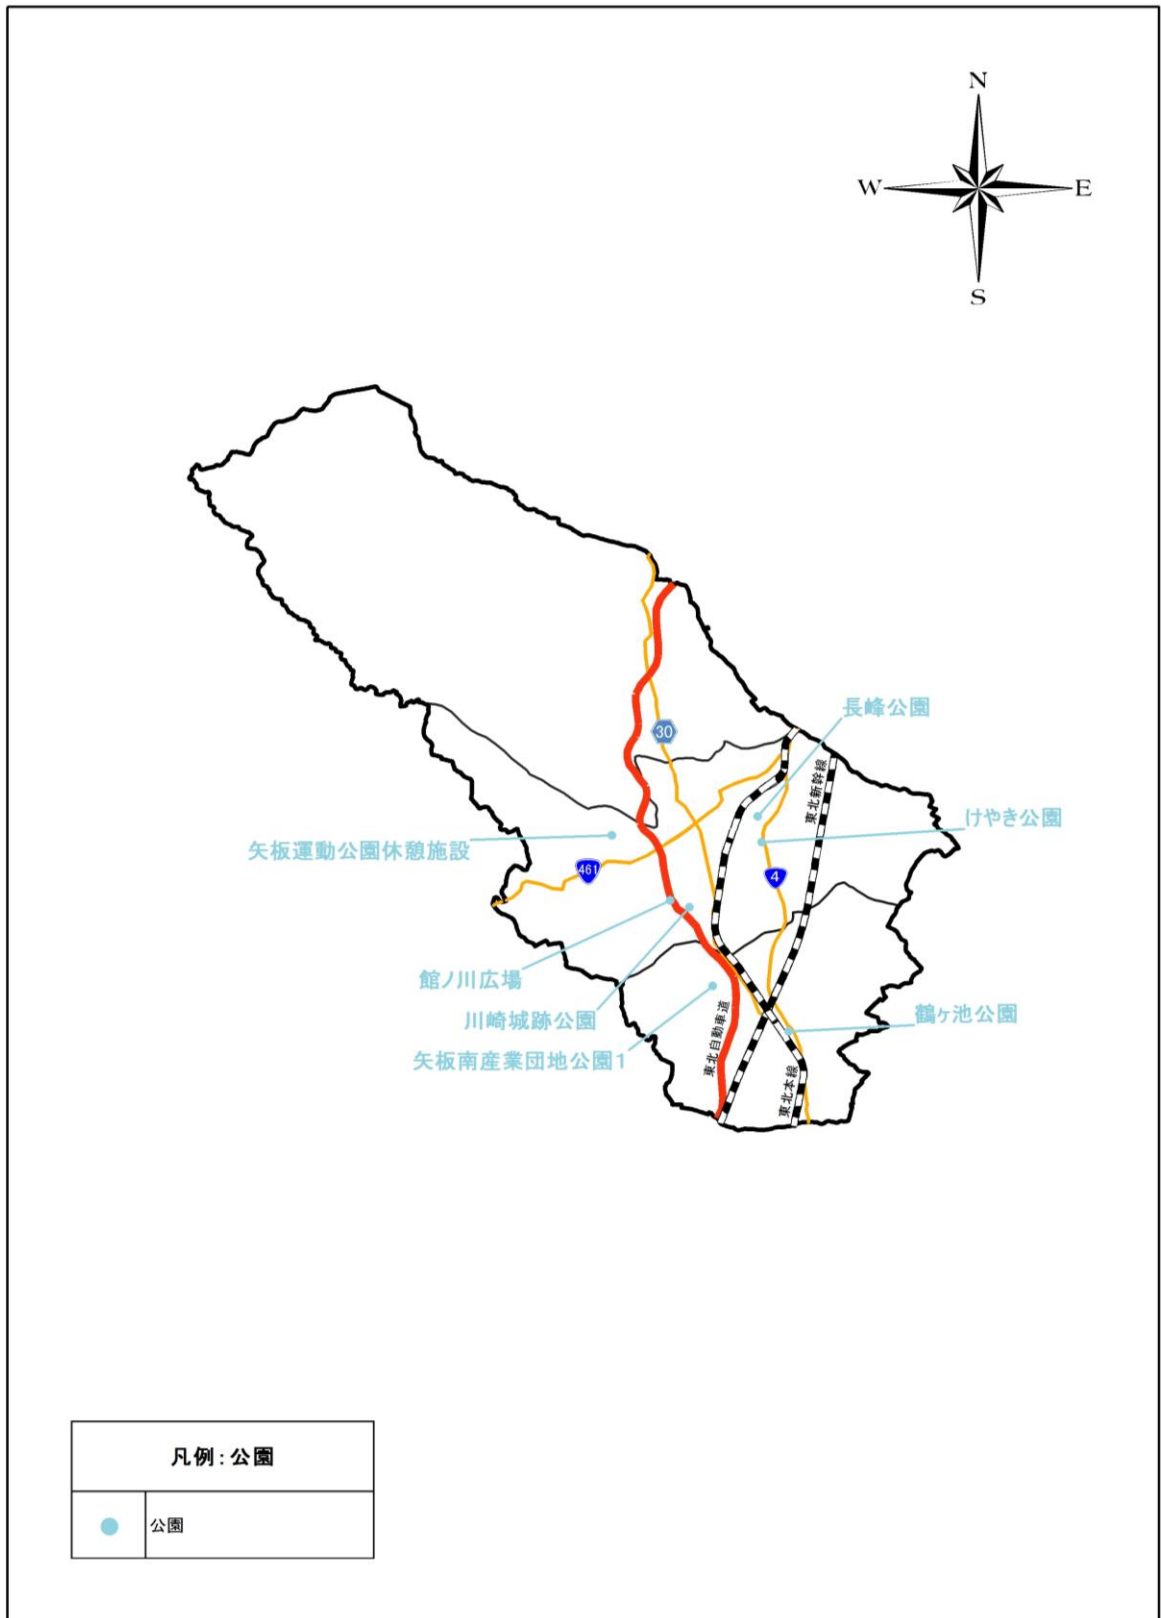 N
W
E
S
長峰公園
30
東北新幹線
けやき公園
矢板運動公園休憩施設
461
4
館ノ川広場
川崎城跡公園
鶴ヶ池公園
矢板南産業団地公園1
東北自動車道
東北本線
凡例:公園
公園